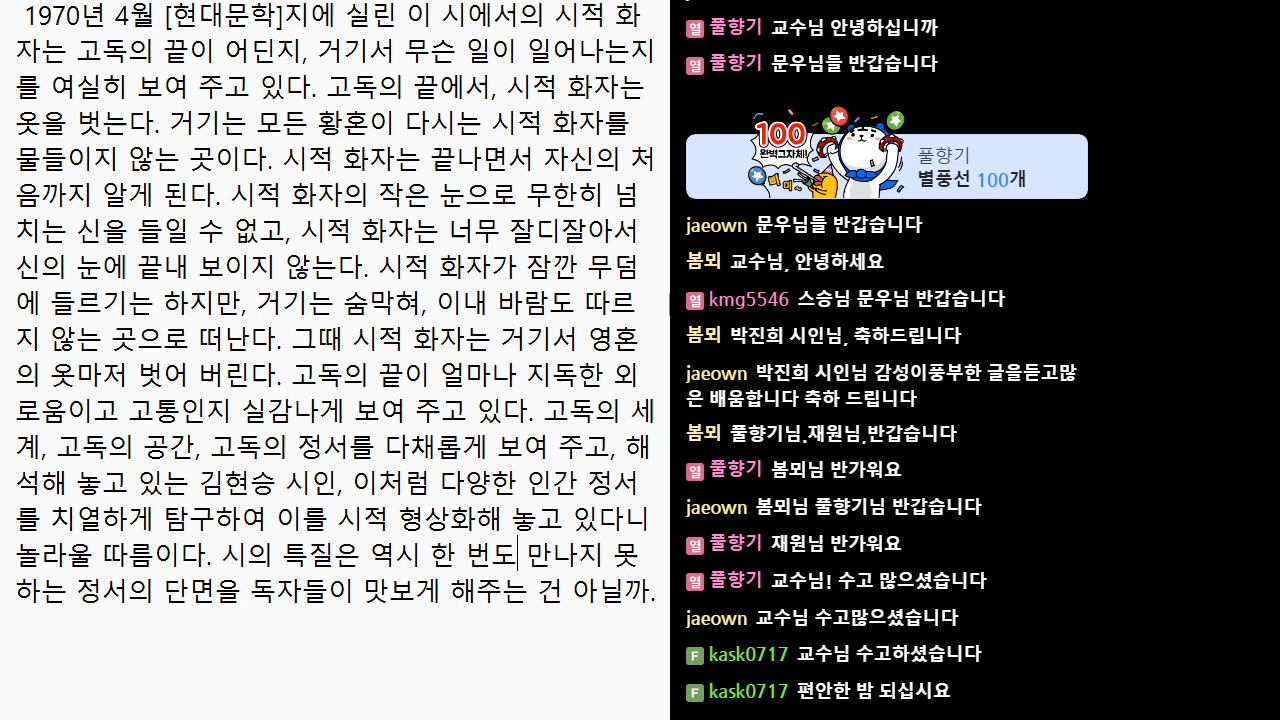 1970년 4월 [현대문학]지에 실린 이 시에서의 시적 화
자는 고독의 끝이 어딘지, 거기서 무슨 일이 일어나는지
를 여실히 보여 주고 있다. 고독의 끝에서, 시적 화자는
옷을 벗는다. 거기는 모든 황혼이 다시는 시적 화자를
물들이지 않는 곳이다. 시적 화자는 끝나면서 자신의 처
음까지 알게 된다. 시적 화자의 작은 눈으로 무한히 넘
치는 신을 들일 수 없고, 시적 화자는 너무 잘디잘아서
신의 눈에 끝내 보이지 않는다. 시적 화자가 잠깐 무덤
에 들르기는 하지만, 거기는 숨막혀, 이내 바람도 따르
지 않는 곳으로 떠난다. 그때 시적 화자는 거기서 영혼
의 옷마저 벗어 버린다. 고독의 끝이 얼마나 지독한 외
로움이고 고통인지 실감나게 보여 주고 있다. 고독의 세
계, 고독의 공간, 고독의 정서를 다채롭게 보여 주고, 해
석해 놓고 있는 김현승 시인, 이처럼 다양한 인간 정서
를 치열하게 탐구하여 이를 시적 형상화해 놓고 있다니
놀라울 따름이다. 시의 특질은 역시 한 번도 만나지 못
하는 정서의 단면을 독자들이 맛보게 해주는 건 아닐까.
열 풀향기 교수님 안녕하십니까
열 풀향기 문우님들 반갑습니다
100
완벽그자체!
풀향기
별풍선 100개
jaeown 문우님들 반갑습니다
봄뫼 교수님, 안녕하세요
열 kmg5546 스승님 문우님 반갑습니다
봄뫼 박진희 시인님, 축하드립니다
jaeown 박진희 시인님 감성이풍부한 글을듣고많
은 배움합니다 축하 드립니다
봄뫼 풀향기님.재원님,반갑습니다
열 풀향기 봄뫼님 반가워요
jaeown 봄뫼님 풀향기님 반갑습니다
열 풀향기 재원님 반가워요
열 풀향기 교수님! 수고 많으셨습니다
jaeown 교수님 수고많으셨습니다
F kask0717 교수님 수고하셨습니다
F kask0717 편안한 밤 되십시요